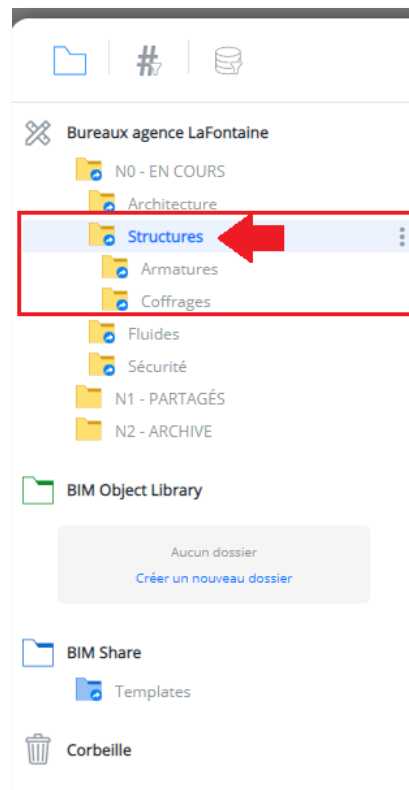 Bureaux agence LaFontaine
N0 - EN COURS
Architecture
Structures
Armatures
Coffrages
Fluides
Sécurité
N1 - PARTAGÉS
N2 - ARCHIVE
BIM Object Library
Aucun dossier
Créer un nouveau dossier
BIM Share
Templates
Corbeille